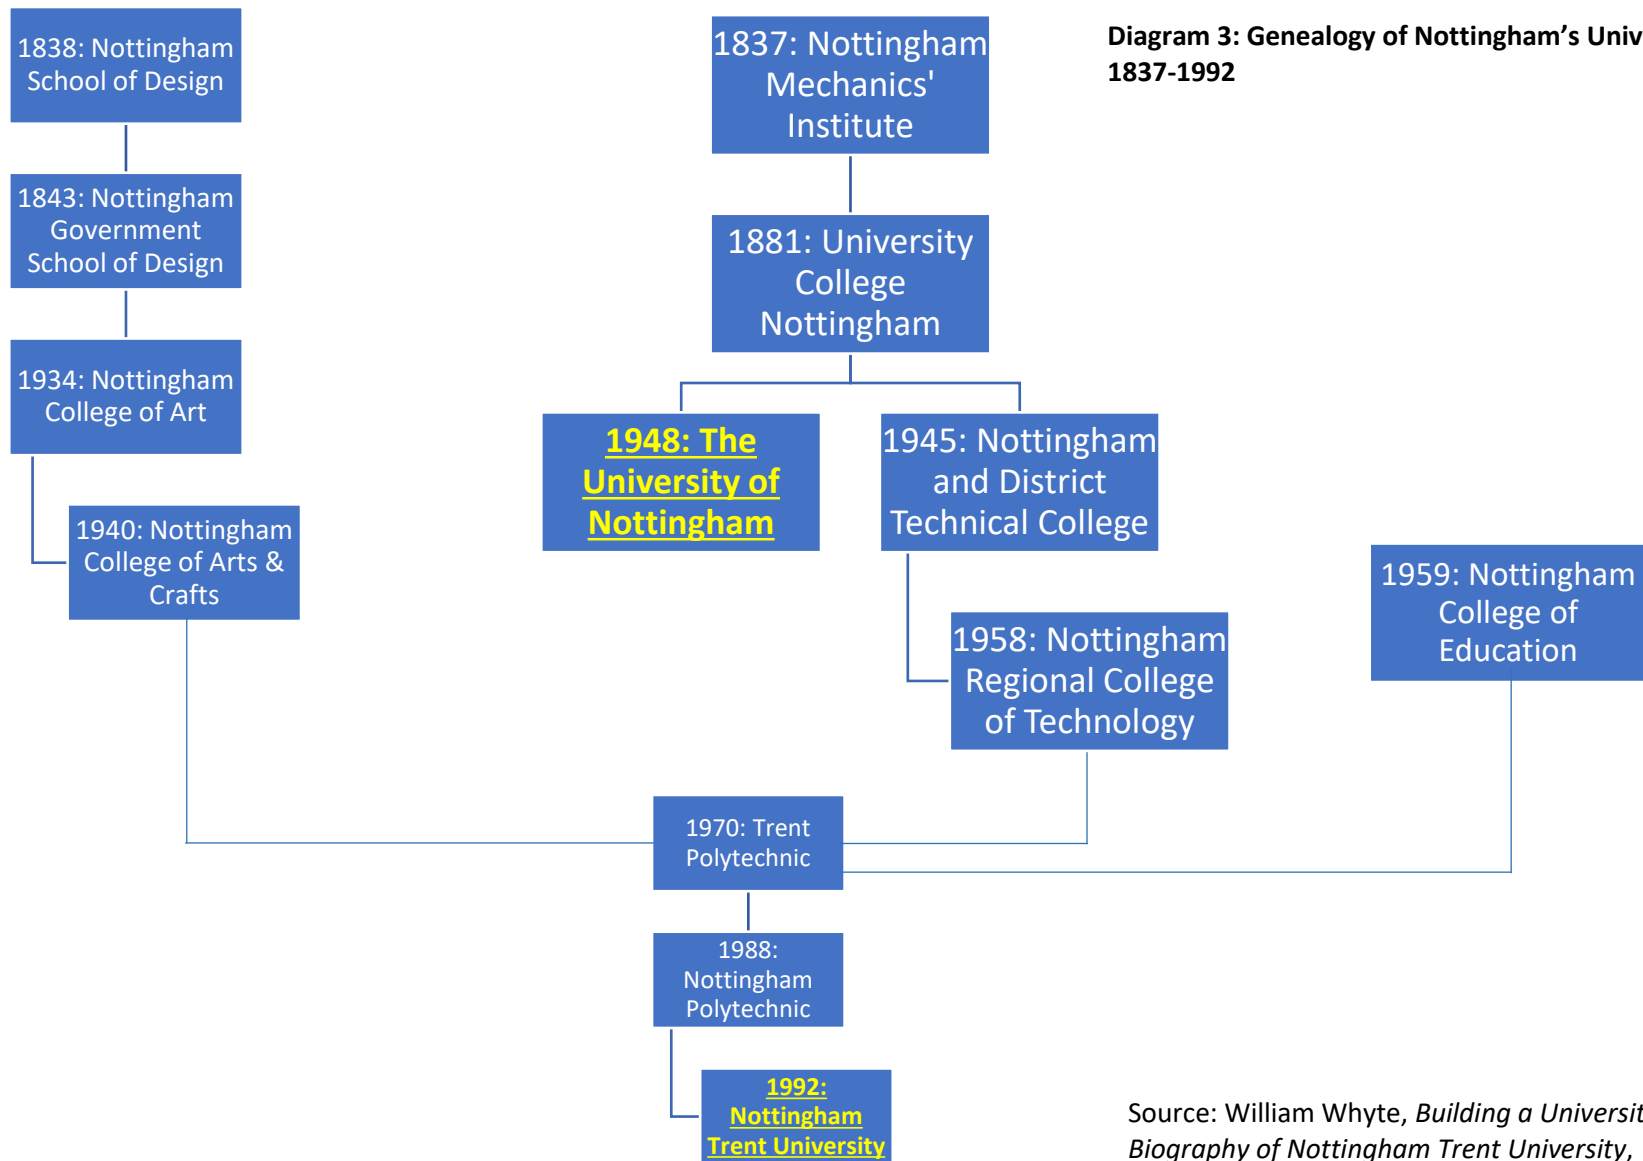 1838: Nottingham
School of Design
1837: Nottingham
Mechanics'
Institute
Diagram 3: Genealogy of Nottingham’s
1837-1992
1843: Nottingham
Government
School of Design
1881: University
College
Nottingham
1934: Nottingham
College of Art
1948: The
University of
Nottingham
1945: Nottingham
and District
Technical College
1940: Nottingham
College of Arts &
Crafts
1959: Nottingham
College of
Education
1958: Nottingham
Regional College
of Technology
1970: Trent
Polytechnic
1988:
Nottingham
Polytechnic
1992:
Nottingham
Trent University
Source: William Whyte, Building a
Biography of Nottingham Trent University,